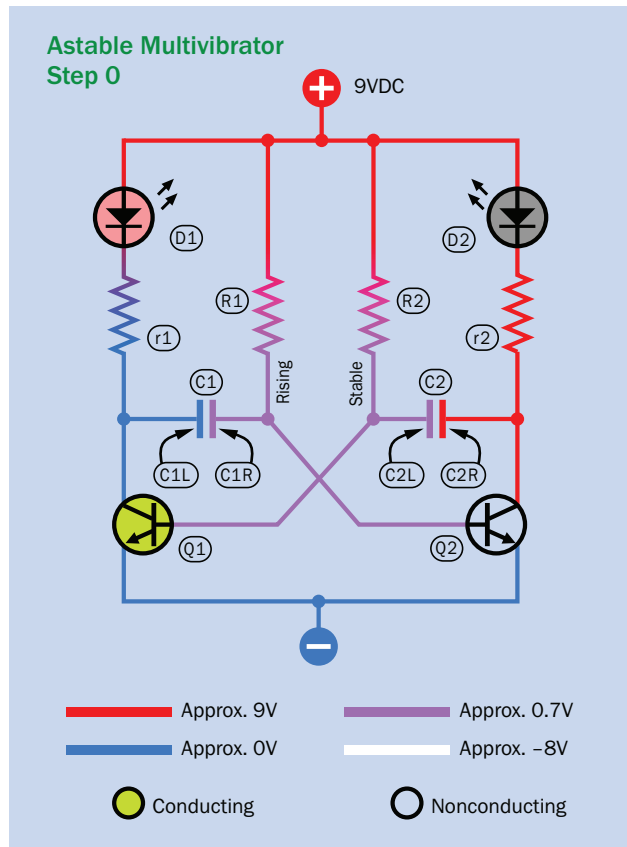 Astable Multivibrator
Step 0
+
9VDC
D1
D2
R1
R2
r1
r2
Rising
Stable
C1
C2
C1L
C1R
C2L
C2R
Q1
Q2
−
Approx. 9V
Approx. 0.7V
Approx. 0V
Approx. –8V
Conducting
Nonconducting